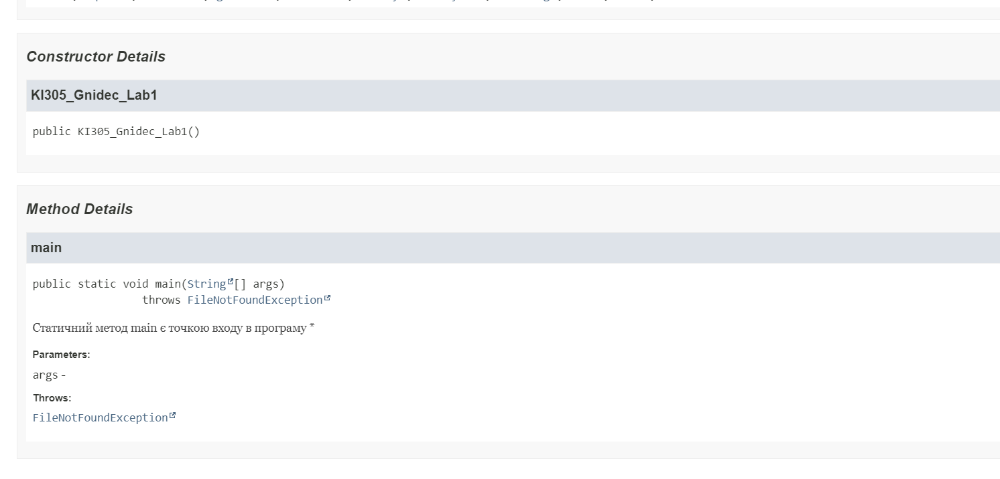 Constructor Details
KI305_Gnidec_Lab1
public KI305_Gnidec_Lab1()
Method Details
main
public static void main(String[] args)
throws FileNotFoundException
Статичний метод main є точкою входу в програму *
Parameters:
args -
Throws:
FileNotFoundException